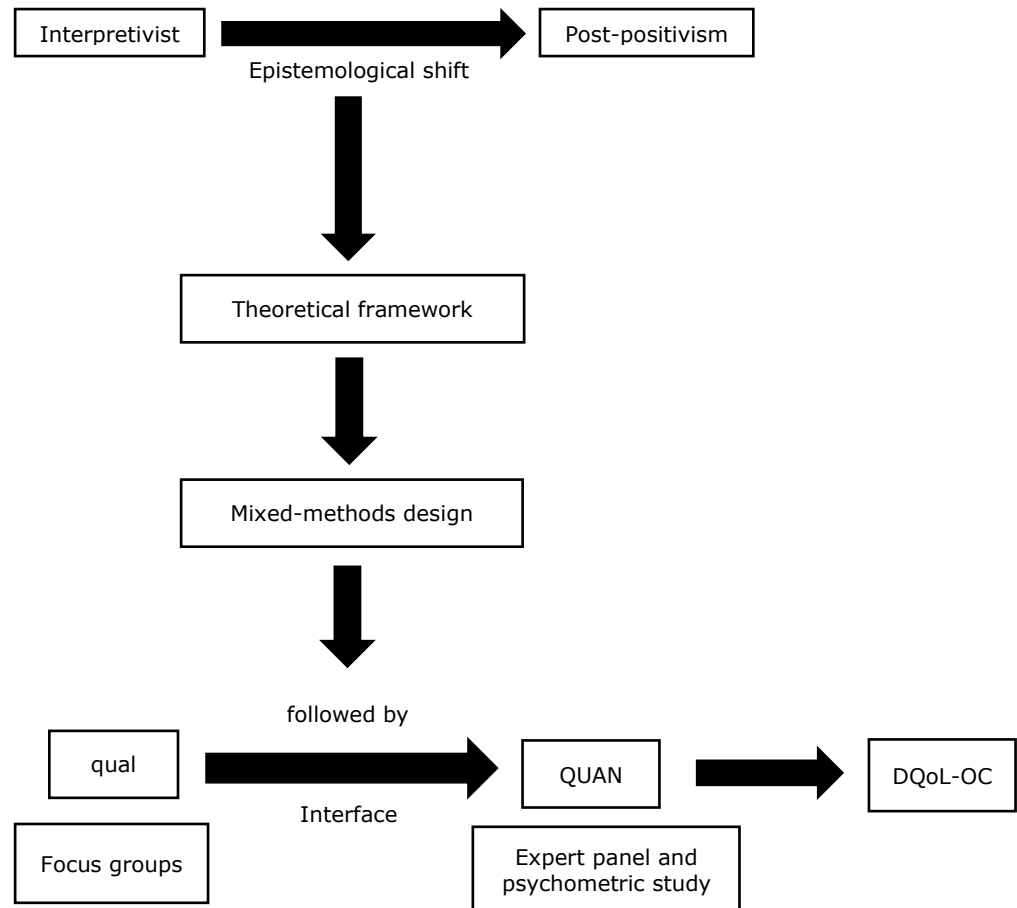 Interpretivist
Post-positivism
Epistemological shift
Theoretical framework
Mixed-methods design
followed by
qual
QUAN
DQoL-OC
Interface
Focus groups
Expert panel and
psychometric study